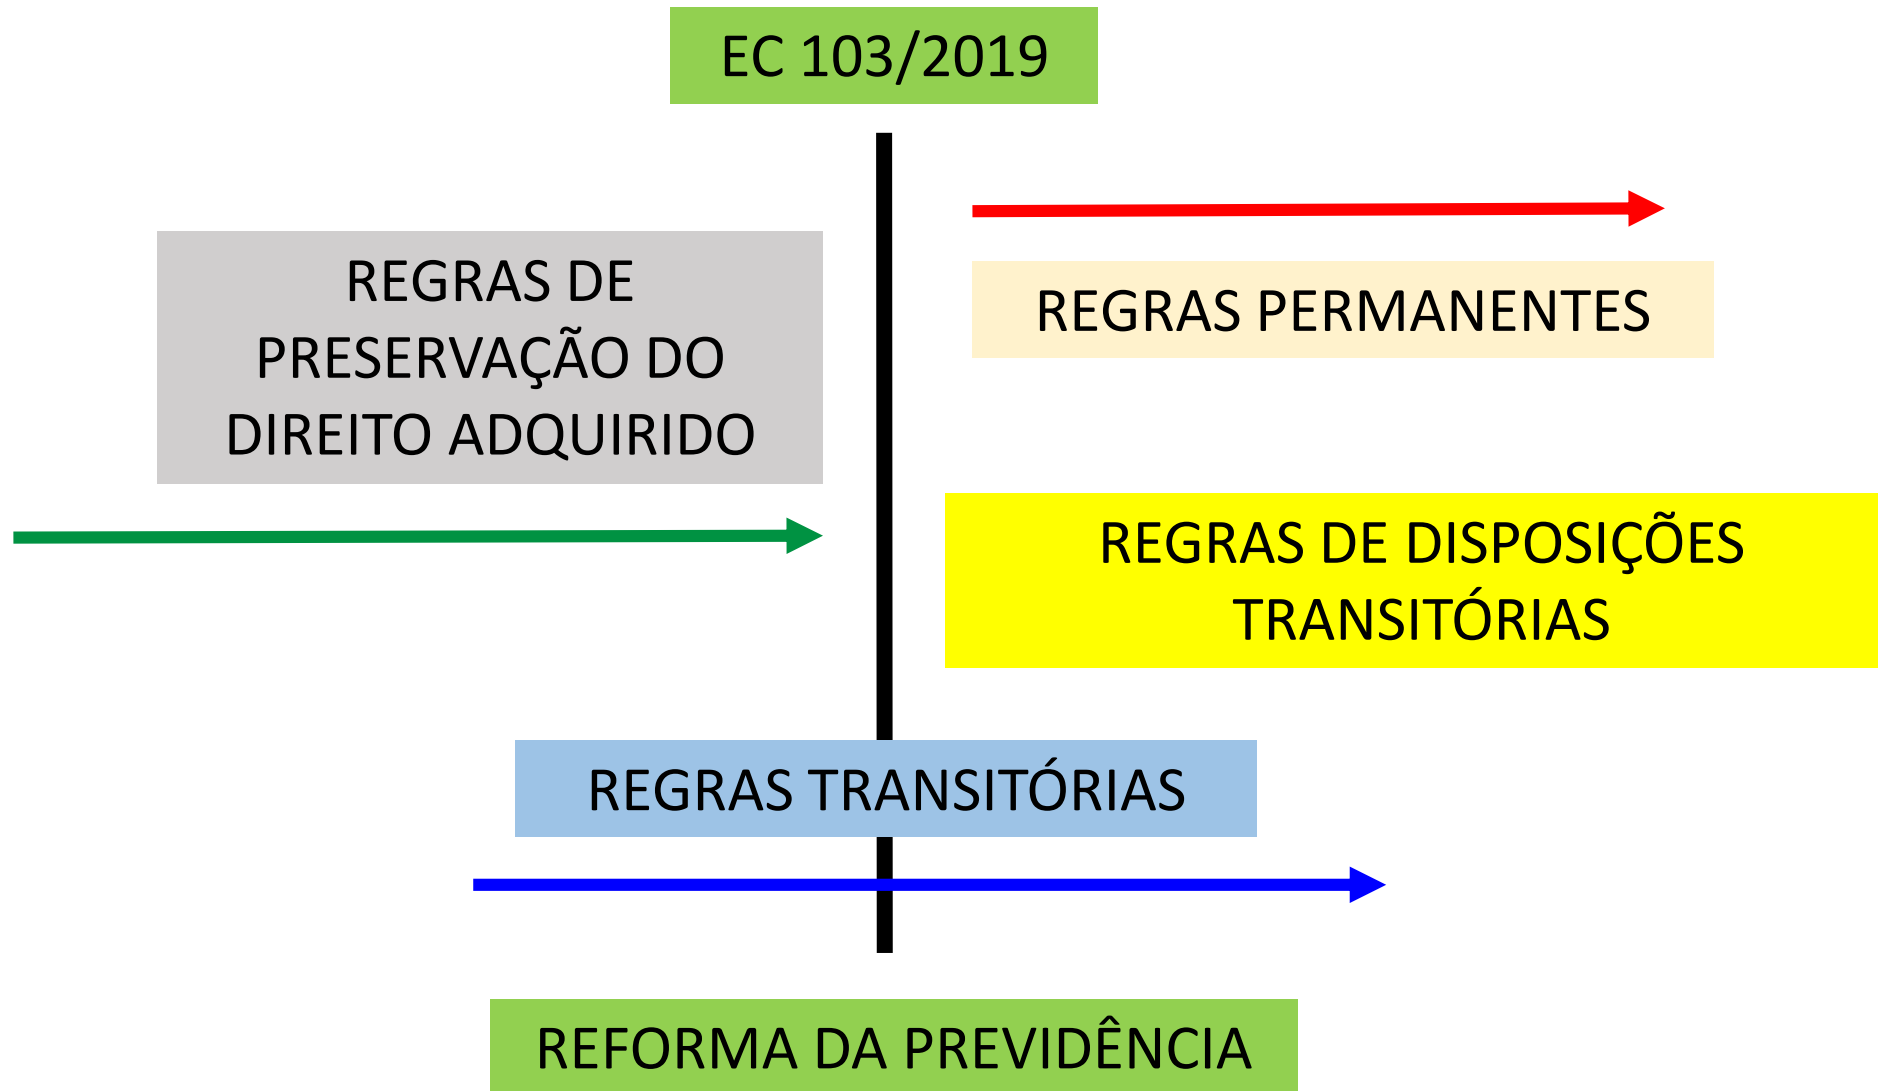 EC 103/2019
REGRAS DE
PRESERVAÇÃO DO
DIREITO ADQUIRIDO
REGRAS PERMANENTES
REGRAS DE DISPOSIÇÕES
TRANSITÓRIAS
REGRAS TRANSITÓRIAS
REFORMA DA PREVIDÊNCIA